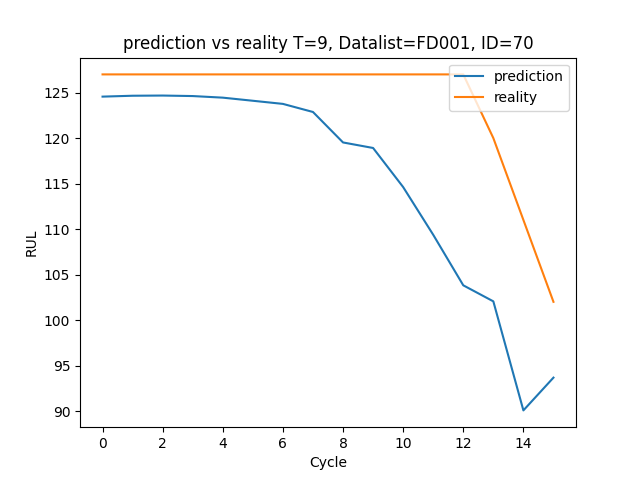 prediction vs reality T=9, Datalist=FD001, ID=70
prediction
reality
RUL
125
120
115
110
105
100
95
90
0 2 4 6 8 10 12 14
Cycle